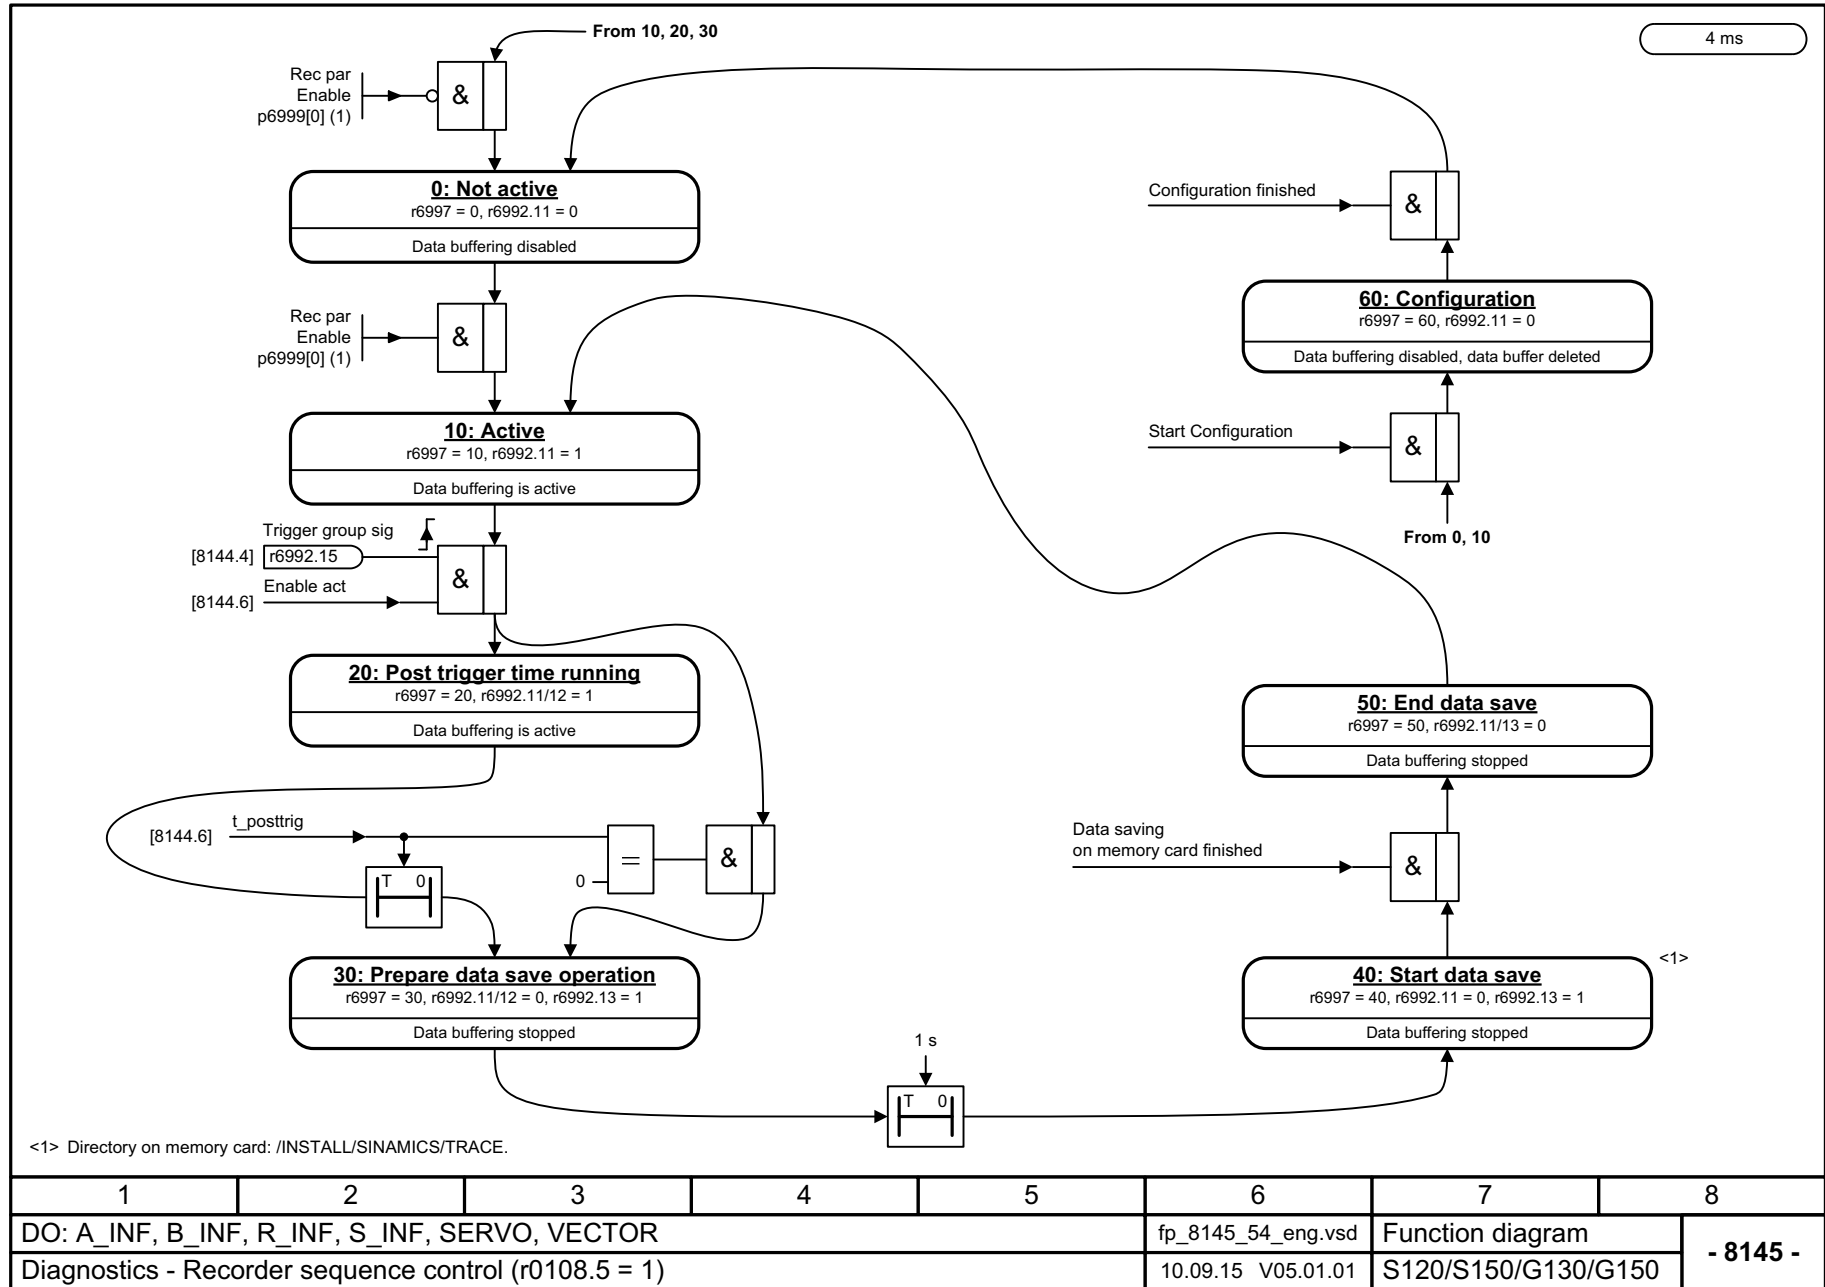 From 10, 20, 30
4 ms
Rec par
Enable
p6999[0] (1)
&
0: Not active
r6997 = 0, r6992.11 = 0
Data buffering disabled
Configuration finished
&
Rec par
Enable
p6999[0] (1)
&
60: Configuration
r6997 = 60, r6992.11 = 0
Data buffering disabled, data buffer deleted
10: Active
r6997 = 10, r6992.11 = 1
Data buffering is active
Start Configuration
&
From 0, 10
Trigger group sig
[8144.4] r6992.15
Enable act
[8144.6]
&
20: Post trigger time running
r6997 = 20, r6992.11/12 = 1
Data buffering is active
50: End data save
r6997 = 50, r6992.11/13 = 0
Data buffering stopped
[8144.6] t_posttrig
T 0
0
=
&
Data saving
on memory card finished
&
30: Prepare data save operation
r6997 = 30, r6992.11/12 = 0, r6992.13 = 1
Data buffering stopped
<1>
40: Start data save
r6997 = 40, r6992.11 = 0, r6992.13 = 1
Data buffering stopped
1 s
T 0
<1> Directory on memory card: /INSTALL/SINAMICS/TRACE.
1 2 3 4 5 6 7 8
DO: A_INF, B_INF, R_INF, S_INF, SERVO, VECTOR
fp_8145_54_eng.vsd
Function diagram
- 8145 -
Diagnostics - Recorder sequence control (r0108.5 = 1)
10.09.15 V05.01.01
S120/S150/G130/G150